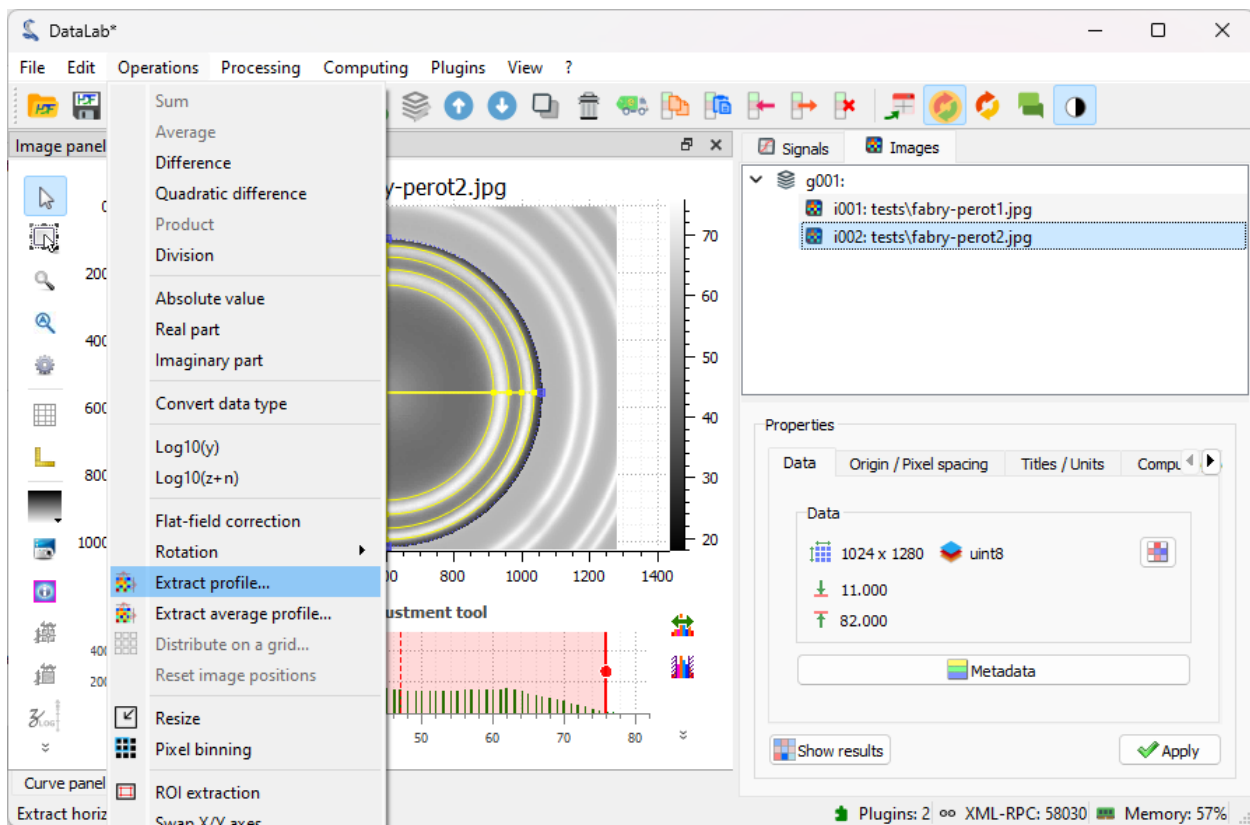 DataLab*
File Edit Operations Processing Computing Plugins View ?
Image panel
Sum
Average
Difference
Quadratic difference
Product
Division
Absolute value
Real part
Imaginary part
Convert data type
Log10(y)
Log10(z+n)
Flat-field correction
Rotation
Extract profile...
Extract average profile...
Distribute on a grid...
Reset image positions
Resize
Pixel binning
ROI extraction
Swap X/Y axes
y-perot2.jpg
0
200
400
600
800
1000
70
60
50
40
30
20
00 800 1000 1200 1400
ustment tool
400
200
50 60 70 80
Curve panel
Extract horiz
Signals Images
g001:
i001: tests\fabry-perot1.jpg
i002: tests\fabry-perot2.jpg
Properties
Data Origin / Pixel spacing Titles / Units Compu
Data
1024 x 1280 uint8
11.000
82.000
Metadata
Show results Apply
Plugins: 2 XML-RPC: 58030 Memory: 57%